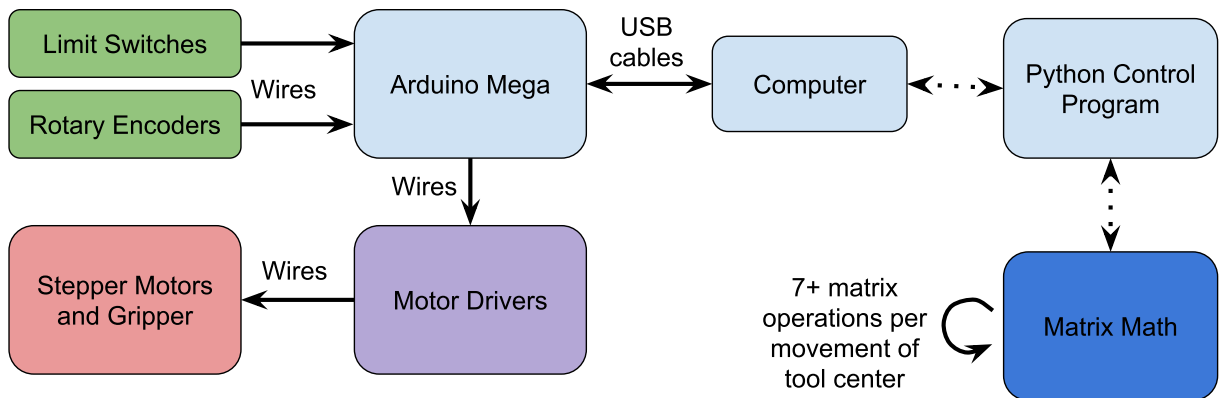 Limit Switches
Wires
Rotary Encoders
Arduino Mega
USB
cables
Computer
Python Control
Program
Wires
Stepper Motors
and Gripper
Wires
Motor Drivers
7+ matrix
operations per
movement of
tool center
Matrix Math